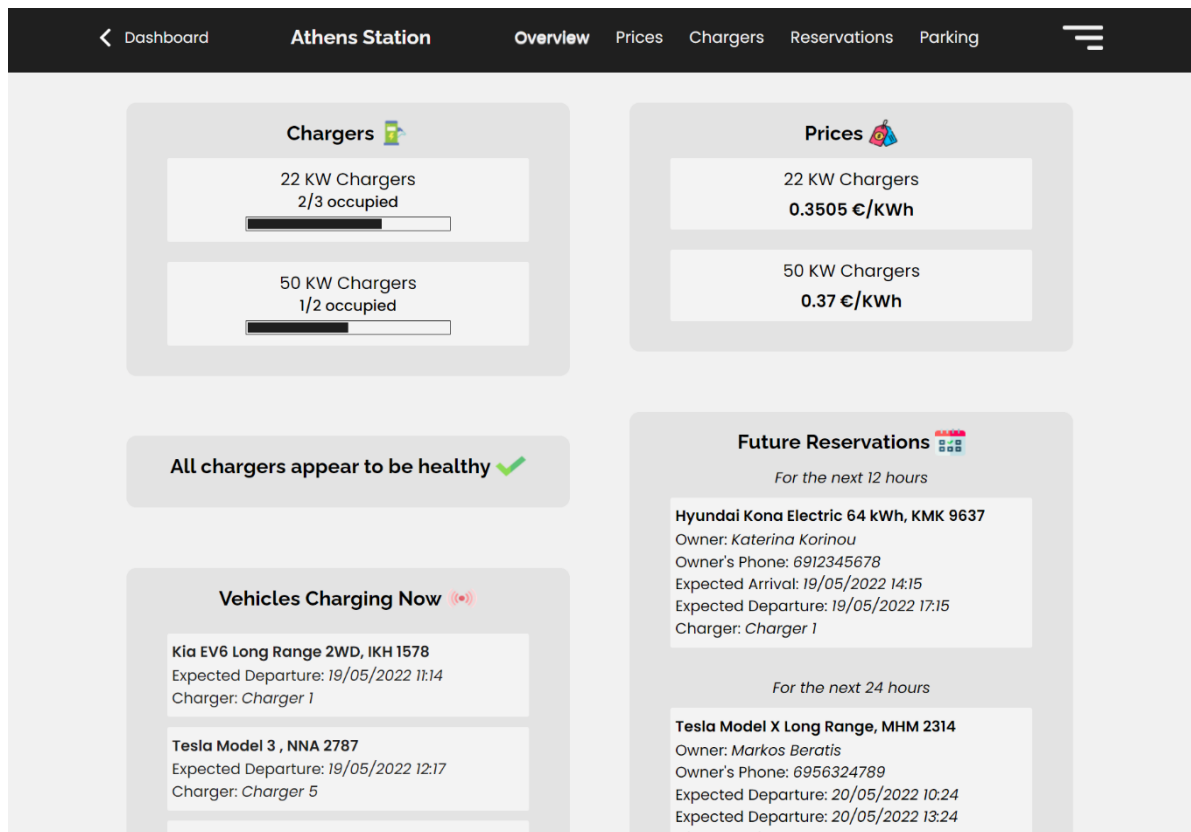 Dashboard
Athens Station
Overview
Prices
Chargers
Reservations
Parking
Chargers
22 KW Chargers
2/3 occupied
50 KW Chargers
1/2 occupied
All chargers appear to be healthy
Vehicles Charging Now
Kia EV6 Long Range 2WD, IKH 1578
Expected Departure: 19/05/2022 11:14
Charger: Charger 1
Tesla Model 3 , NNA 2787
Expected Departure: 19/05/2022 12:17
Charger: Charger 5
Prices
22 KW Chargers
0.3505 €/KWh
50 KW Chargers
0.37 €/KWh
Future Reservations
For the next 12 hours
Hyundai Kona Electric 64 kWh, KMK 9637
Owner: Katerina Korinou
Owner's Phone: 6912345678
Expected Arrival: 19/05/2022 14:15
Expected Departure: 19/05/2022 17:15
Charger: Charger 1
For the next 24 hours
Tesla Model X Long Range, MHM 2314
Owner: Markos Beratis
Owner's Phone: 6956324789
Expected Departure: 20/05/2022 10:24
Expected Departure: 20/05/2022 13:24